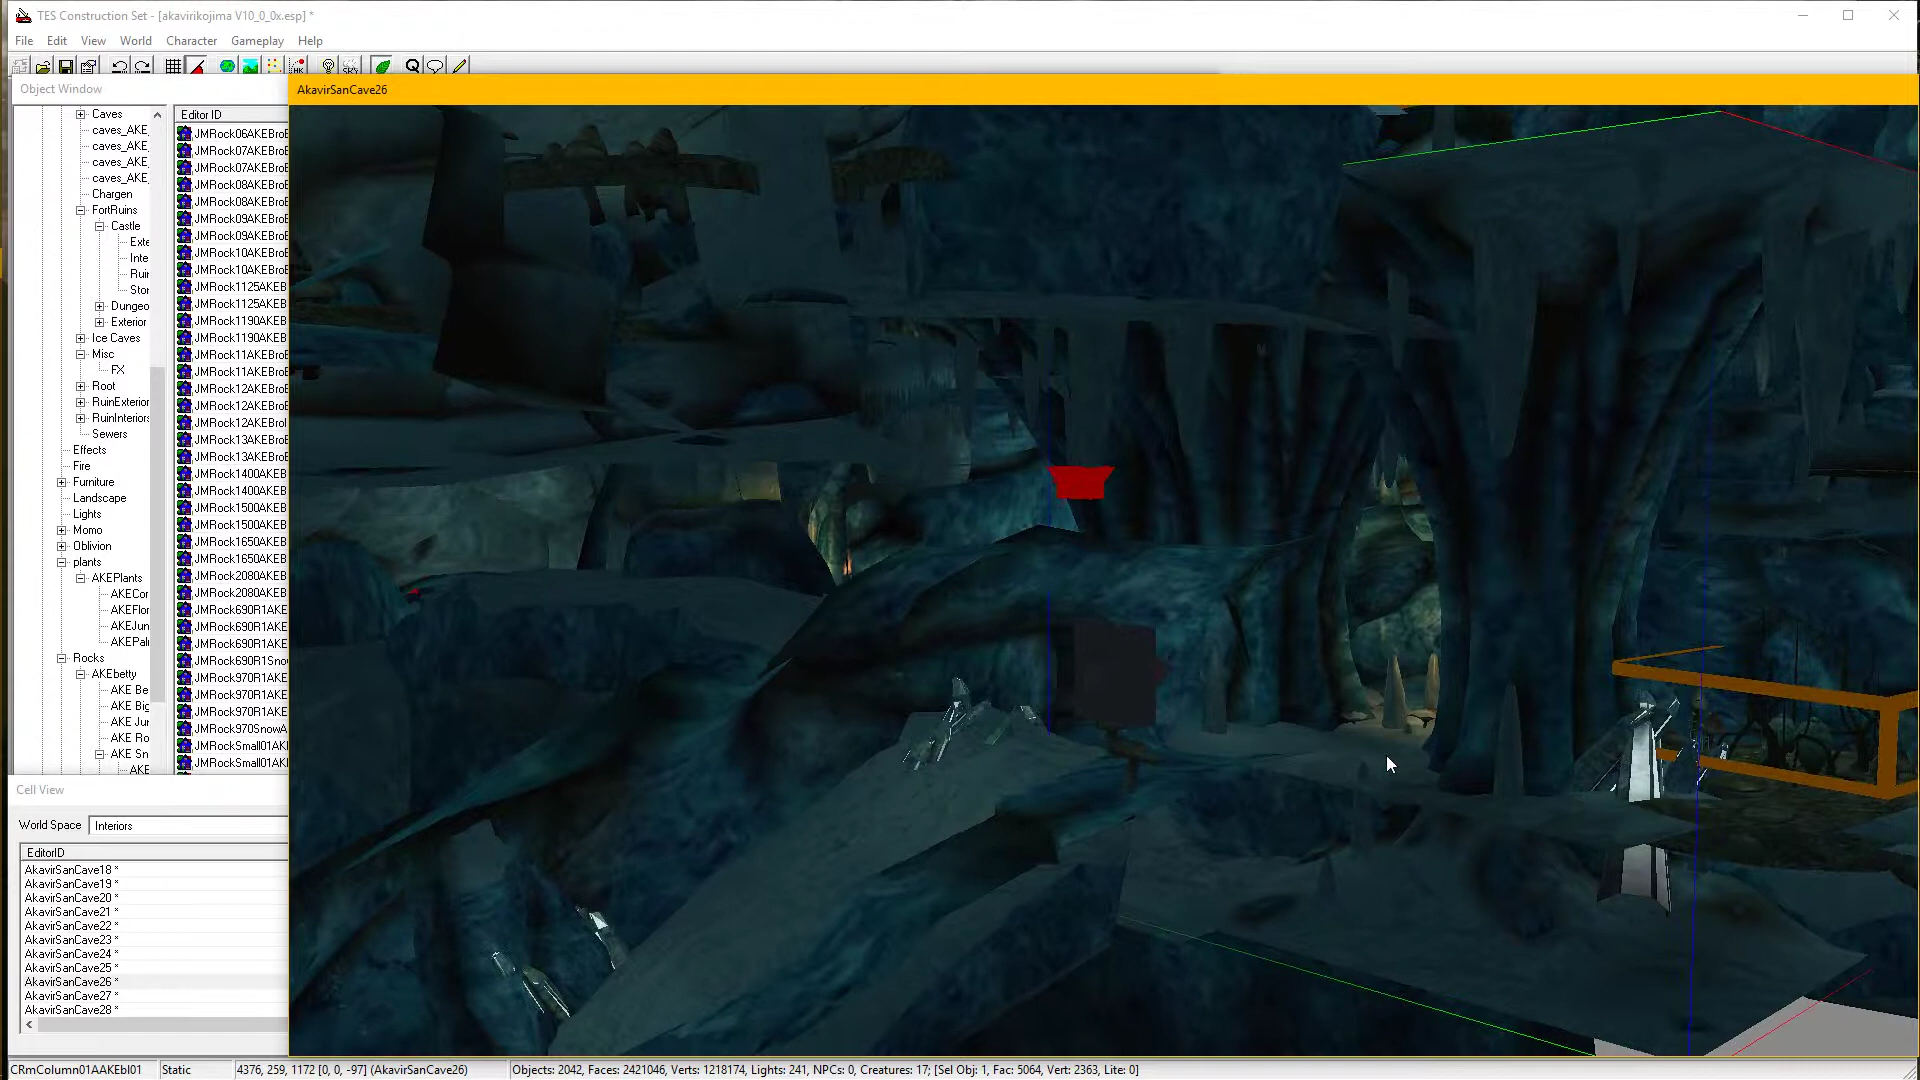 TES Construction Set - [akavirikojima V10_0_0x.esp] *
File Edit View World Character Gameplay Help
Object Window
AkavirSanCave26
Caves
caves_AKE
caves_AKE
caves_AKE
caves_AKE
Chargen
FortRuins
Castle
Exte
Inte
Ruin
Stor
Dungeo
Exterior
Ice Caves
Misc
FX
Root
RuinExterior
RuinInteriors
Sewers
Effects
Fire
Furniture
Landscape
Lights
Momo
Oblivion
plants
AKEPlants
AKECor
AKEFlor
AKEJun
AKEPal
Rocks
AKEbetty
AKE Be
AKE Big
AKE Jur
AKE Ro
AKE Sn
AKE
Editor ID
JMRock06AKEBroE
JMRock07AKEBroE
JMRock07AKEBroE
JMRock08AKEBroE
JMRock08AKEBroE
JMRock09AKEBroE
JMRock09AKEBroE
JMRock10AKEBroE
JMRock10AKEBroE
JMRock1125AKEB
JMRock1125AKEB
JMRock1190AKEB
JMRock1190AKEB
JMRock11AKEBroE
JMRock11AKEBroE
JMRock12AKEBroE
JMRock12AKEBroE
JMRock12AKEBroI
JMRock13AKEBroE
JMRock13AKEBroE
JMRock1400AKEB
JMRock1400AKEB
JMRock1500AKEB
JMRock1500AKEB
JMRock1650AKEB
JMRock1650AKEB
JMRock2080AKEB
JMRock2080AKEB
JMRock690R1AKE
JMRock690R1AKE
JMRock690R1AKE
JMRock690R1Sno
JMRock970R1AKE
JMRock970R1AKE
JMRock970R1AKE
JMRock970SnowA
JMRockSmall01AKI
JMRockSmall01AKI
Cell View
World Space Interiors
EditorID
AkavirSanCave18 *
AkavirSanCave19 *
AkavirSanCave20 *
AkavirSanCave21 *
AkavirSanCave22 *
AkavirSanCave23 *
AkavirSanCave24 *
AkavirSanCave25 *
AkavirSanCave26 *
AkavirSanCave27 *
AkavirSanCave28 *
CRmColumn01AAKEbl01 Static 4376, 259, 1172 [0, 0, -97] (AkavirSanCave26) Objects: 2042, Faces: 2421046, Verts: 1218174, Lights: 241, NPCs: 0, Creatures: 17; [Sel Obj: 1, Fac: 5064, Vert: 2363, Lite: 0]